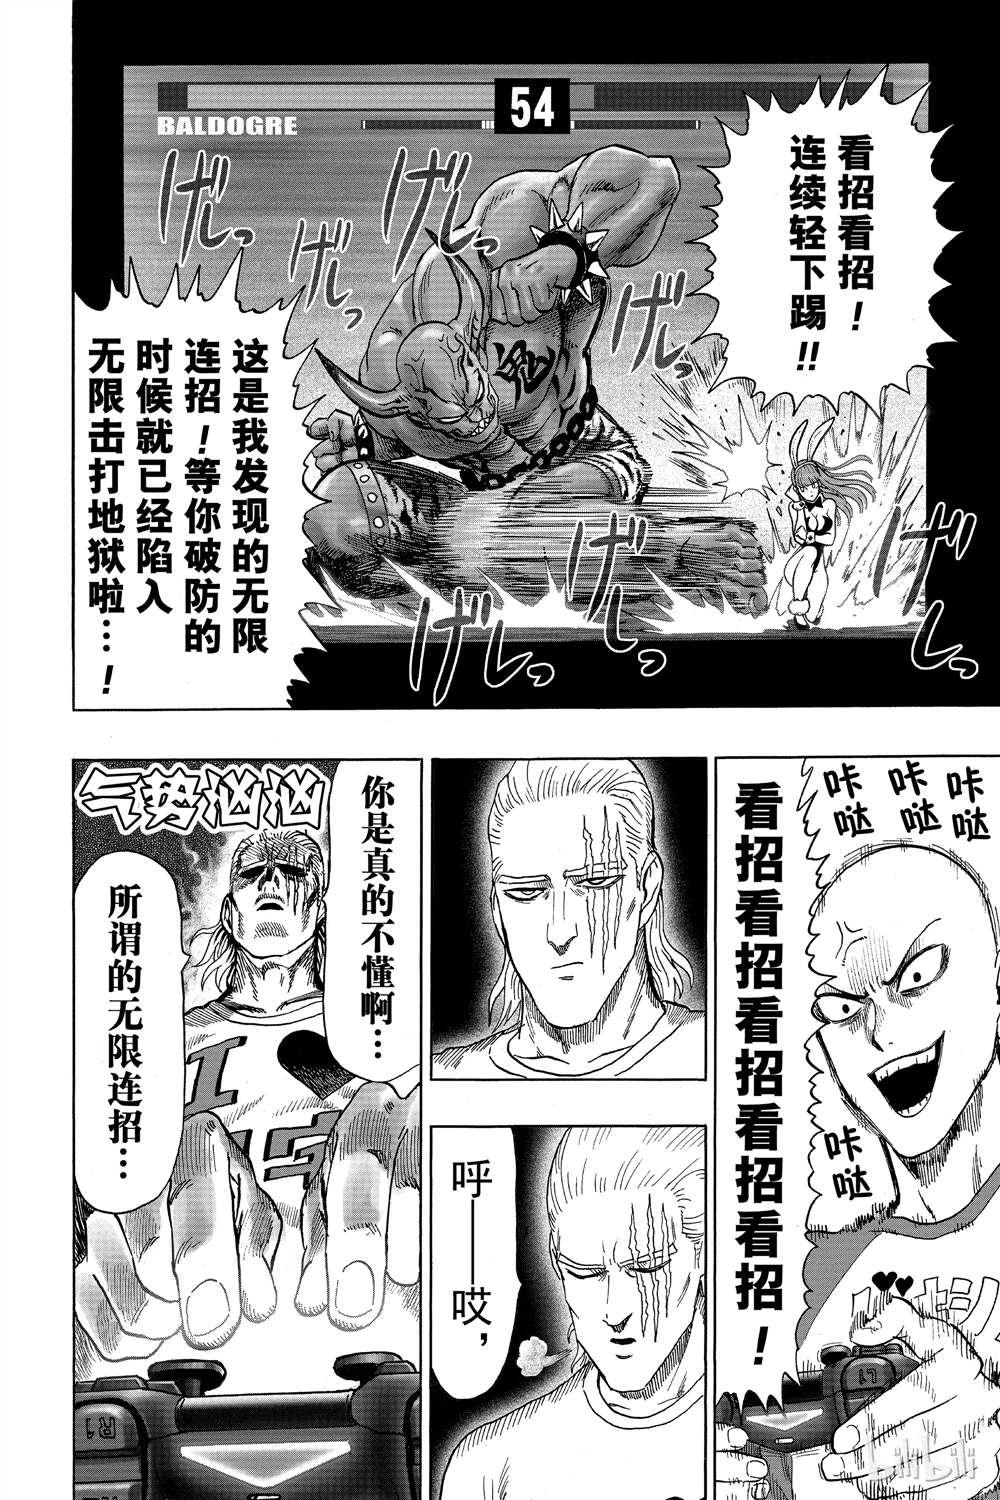 54
BALDOGRE
看招看招！
连续轻下踢!!
げしっ
げしっ
げしっ
げしっ
这是我发现的无限
连招！等你破防的
时候就已经陷入
无限击打地狱啦…！
げしっ
げしっ
げしっ
咔哒
咔哒
咔哒
看招看招看招看招看招！
咔哒
呼——哎，
你是真的不懂啊…
气势汹汹
所谓的无限连招…
I
R1
bilibili